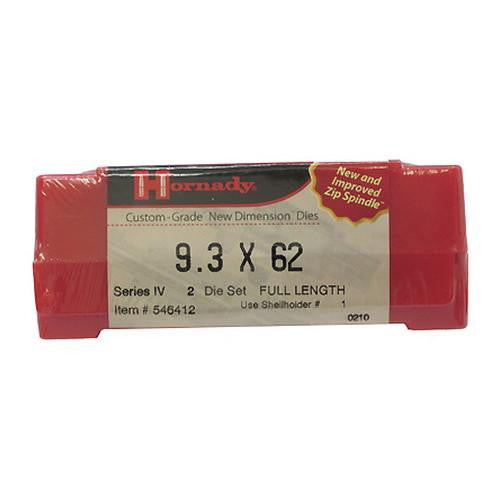 Hornady
New and
Improved
Zip Spindle™
Custom-Grade New Dimension Dies
9.3 X 62
Series IV 2 Die Set FULL LENGTH
Item # 546412 Use Shellholder # 1
0210